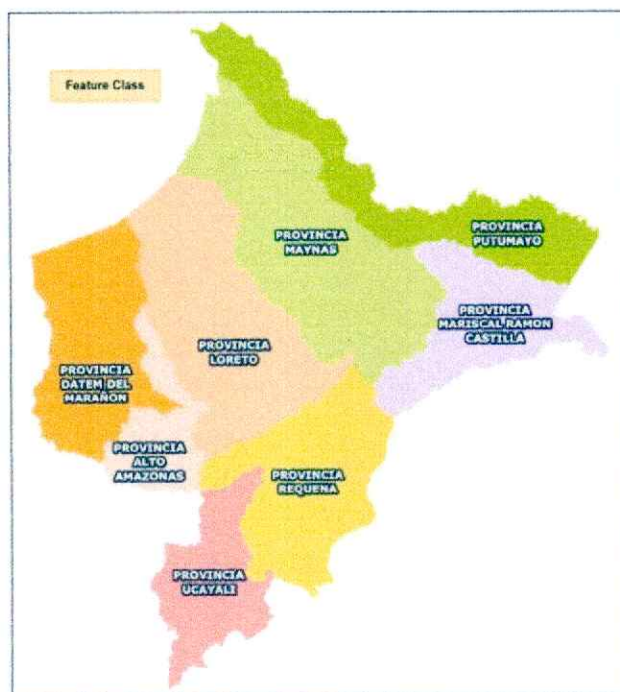 Feature Class
PROVINCIA
PUTUMAYO
PROVINCIA
MAYNAS
PROVINCIA
MARISCAL RAMON
CASTILLA
PROVINCIA
LORETO
PROVINCIA
DATEM DEL
MARAÑON
PROVINCIA
ALTO
AMAZONAS
PROVINCIA
REQUENA
PROVINCIA
UCAYALI